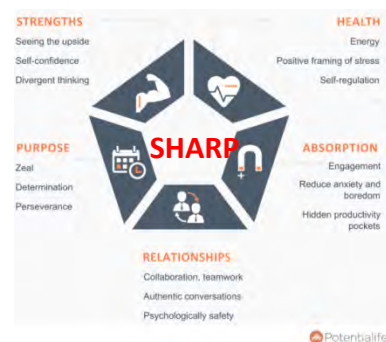 STRENGTHS
Seeing the upside
Self-confidence
Divergent thinking
HEALTH
Energy
Positive framing of stress
Self-regulation
SHARP
PURPOSE
Zeal
Determination
Perseverance
ABSORPTION
Engagement
Reduce anxiety and
boredom
Hidden productivity
pockets
RELATIONSHIPS
Collaboration, teamwork
Authentic conversations
Psychologically safety
Potentialife